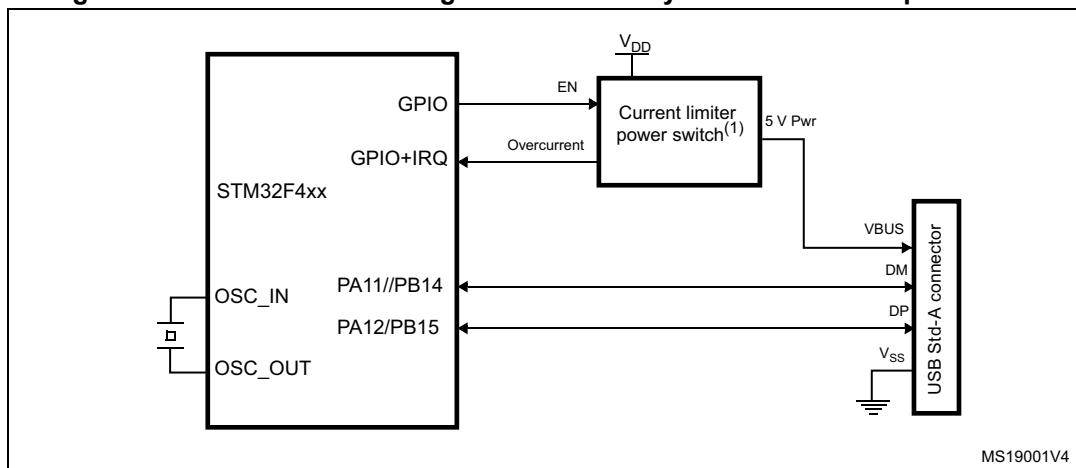 VDD
GPIO
EN
Current limiter
power switch(1)
5 V Pwr
GPIO+IRQ
Overcurrent
STM32F4xx
VBUS
DM
PA11//PB14
OSC_IN
DP
PA12/PB15
VSS
OSC_OUT
USB Std-A connector
MS19001V4